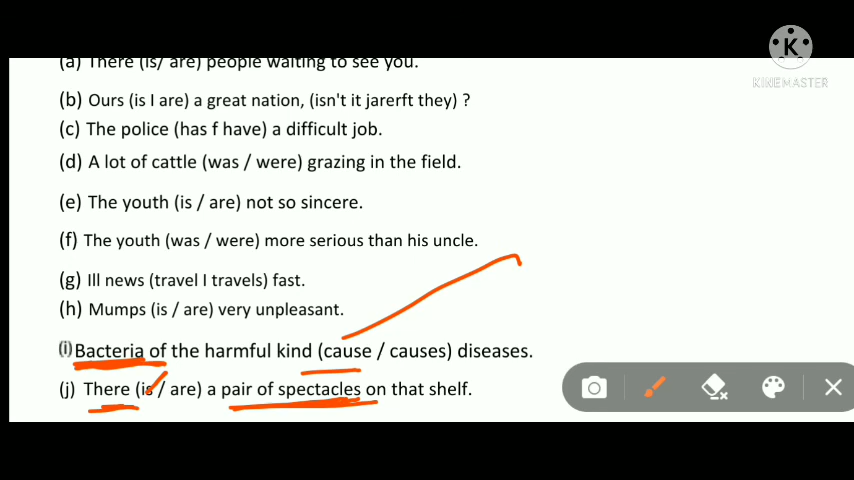 K
KINEMASTER
(a) There (is/ are) people waiting to see you.
(b) Ours (is I are) a great nation, (isn't it jarerft they) ?
(c) The police (has f have) a difficult job.
(d) A lot of cattle (was / were) grazing in the field.
(e) The youth (is / are) not so sincere.
(f) The youth (was / were) more serious than his uncle.
(g) Ill news (travel I travels) fast.
(h) Mumps (is / are) very unpleasant.
(i) Bacteria of the harmful kind (cause / causes) diseases.
(j) There (is / are) a pair of spectacles on that shelf.